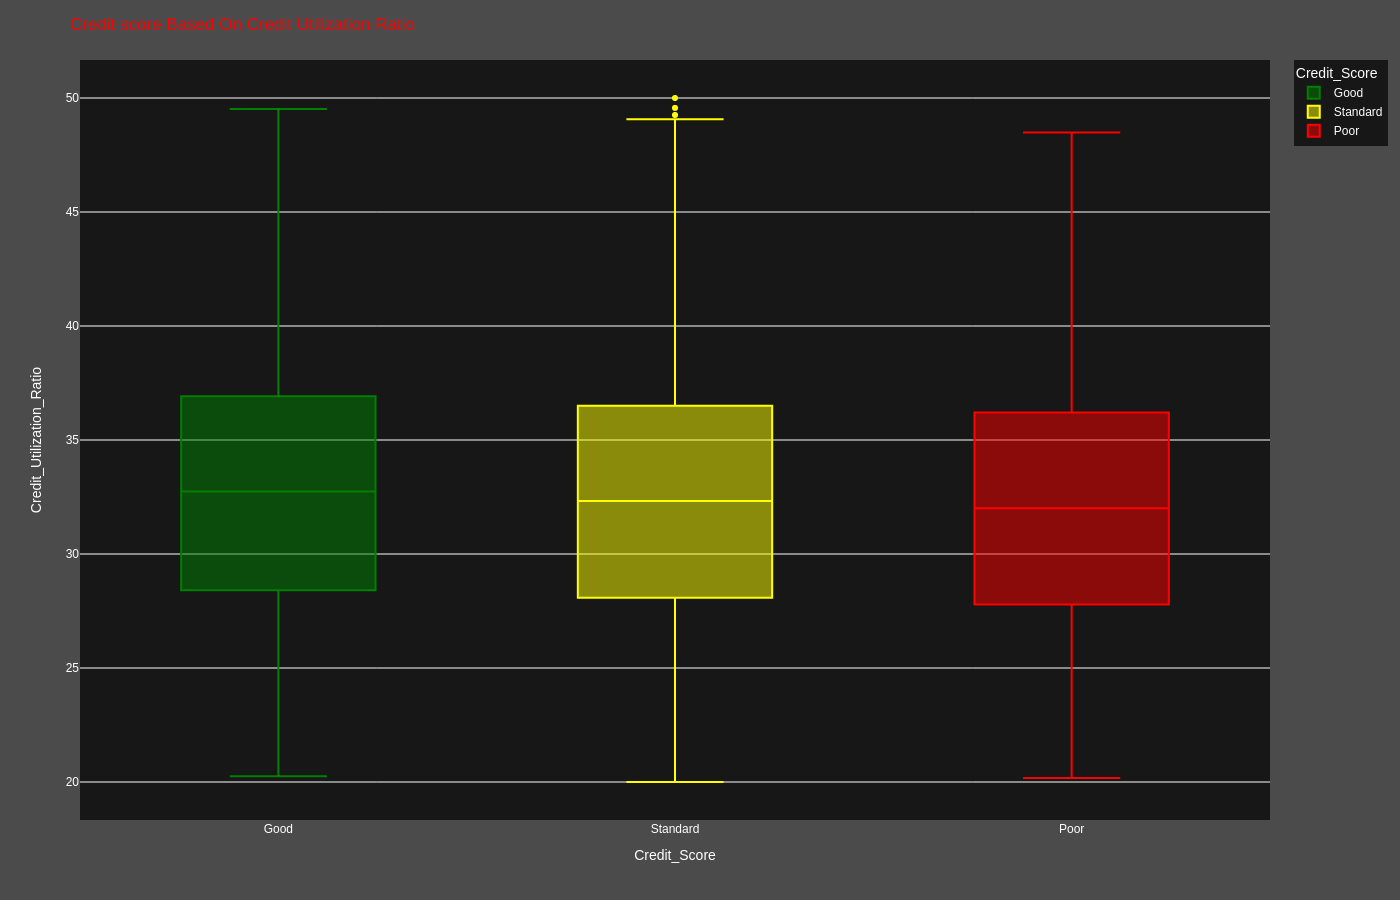 Credit score Based On Credit Utilization Ratio
Credit_Score
Good
Standard
Poor
50
45
40
35
30
25
20
Credit_Utilization_Ratio
Good
Standard
Poor
Credit_Score